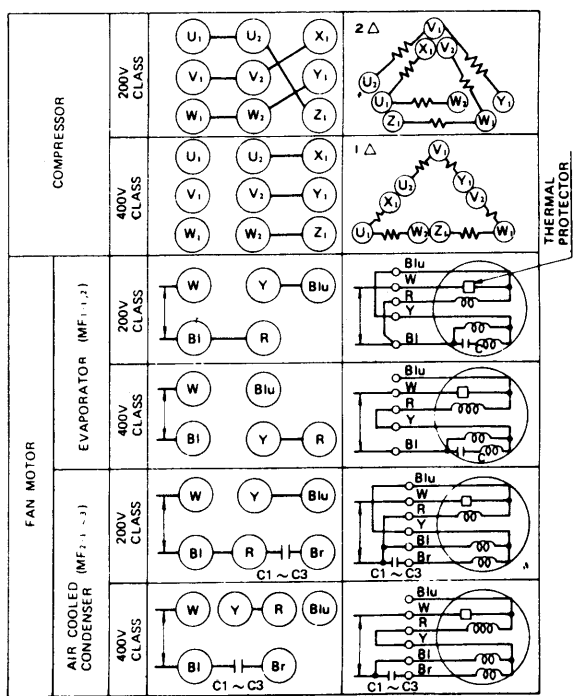 COMPRESSOR
200V CLASS
U₁ U₂ X₁
V₁ V₂ Y₁
W₁ W₂ Z₁
2 △
V₁
X₁ V₂
U₂
U₁ W₂ Y₁
Z₁ W₁
400V CLASS
U₁ U₂ X₁
V₁ V₂ Y₁
W₁ W₂ Z₁
1 △
V₁
U₂ Y₁
X₁ V₂
U₁ W₂ Z₁ W₁
THERMAL PROTECTOR
FAN MOTOR
EVAPORATOR (MF1-1,2)
200V CLASS
W Y Blu
Bl R
Blu
W
R
Y
Bl
C
400V CLASS
W Blu
Bl Y R
Blu
W
R
Y
Bl
C
AIR COOLED CONDENSER (MF2-1~3)
200V CLASS
W Y Blu
Bl R Br
C1~C3
Blu
W
R
Y
Bl
Br
C1~C3
400V CLASS
W Y R Blu
Bl Br
C1~C3
Blu
W
R
Y
Bl
Br
C1~C3